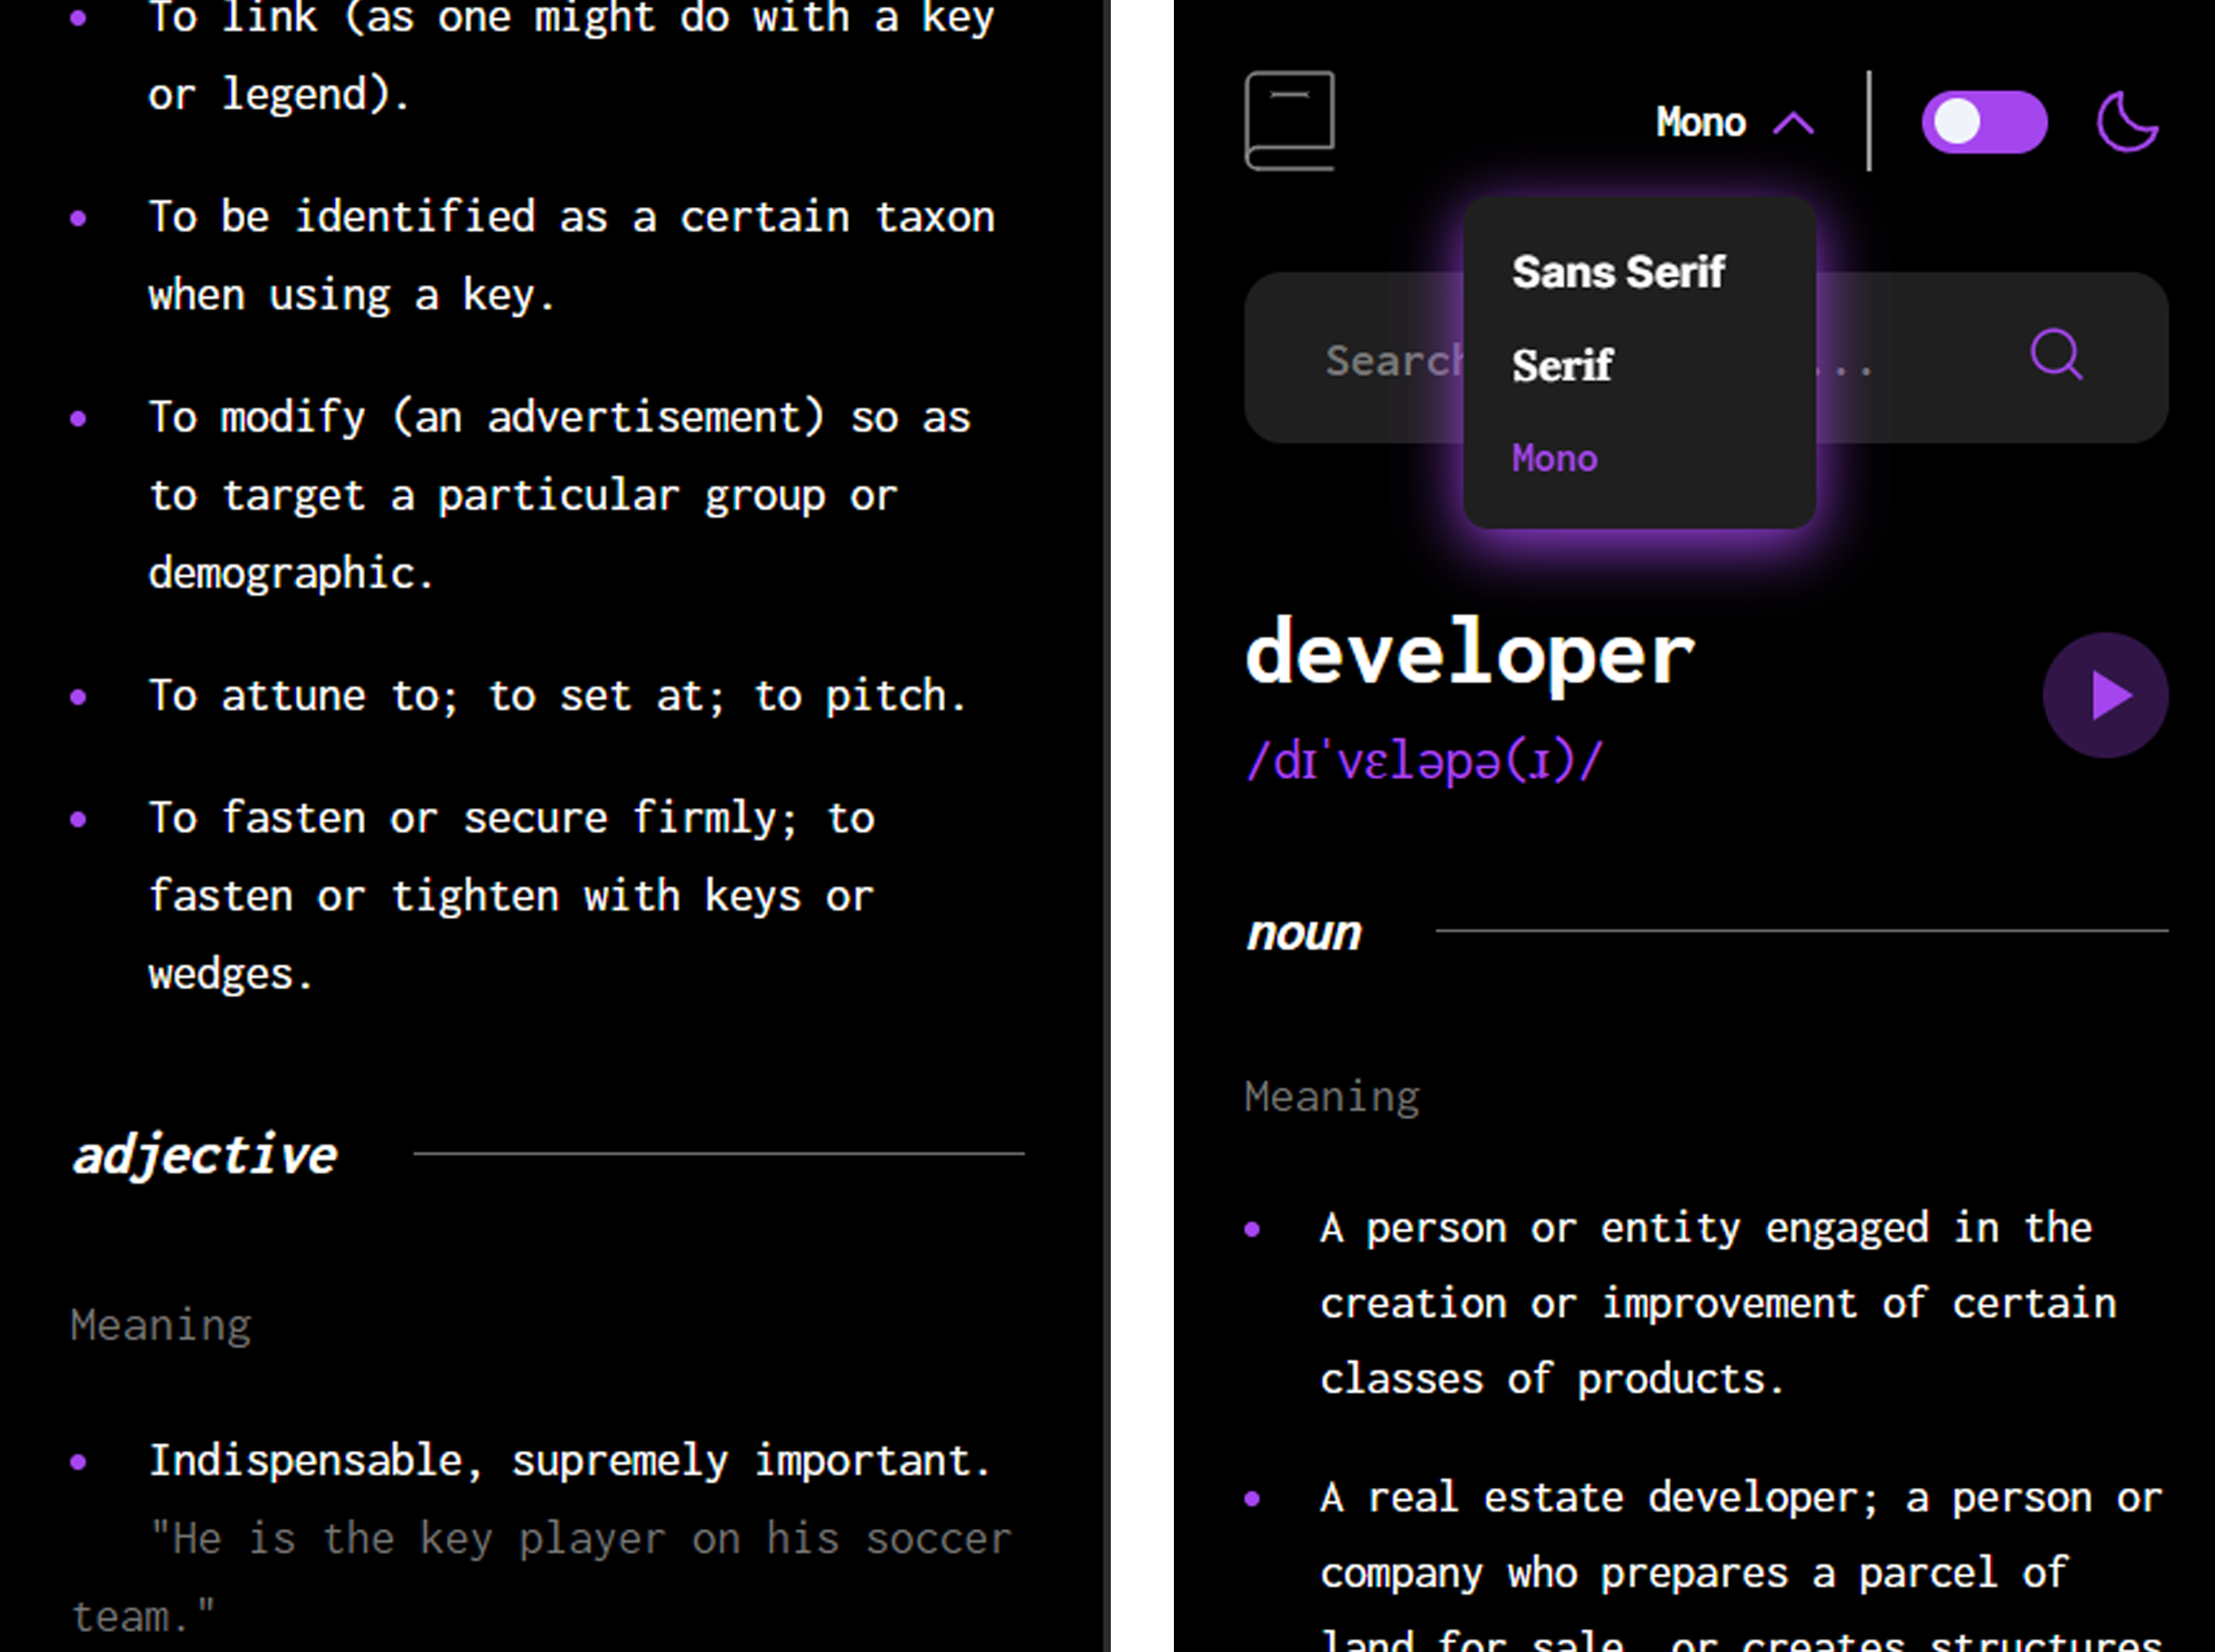 To link (as one might do with a key
or legend).
To be identified as a certain taxon
when using a key.
To modify (an advertisement) so as
to target a particular group or
demographic.
To attune to; to set at; to pitch.
To fasten or secure firmly; to
fasten or tighten with keys or
wedges.
adjective
Meaning
Indispensable, supremely important.
"He is the key player on his soccer
team."
Mono
Sans Serif
Search ...
Serif
Mono
developer
/dɪˈvɛləpə(ɹ)/
noun
Meaning
A person or entity engaged in the
creation or improvement of certain
classes of products.
A real estate developer; a person or
company who prepares a parcel of
land for sale, or creates structures